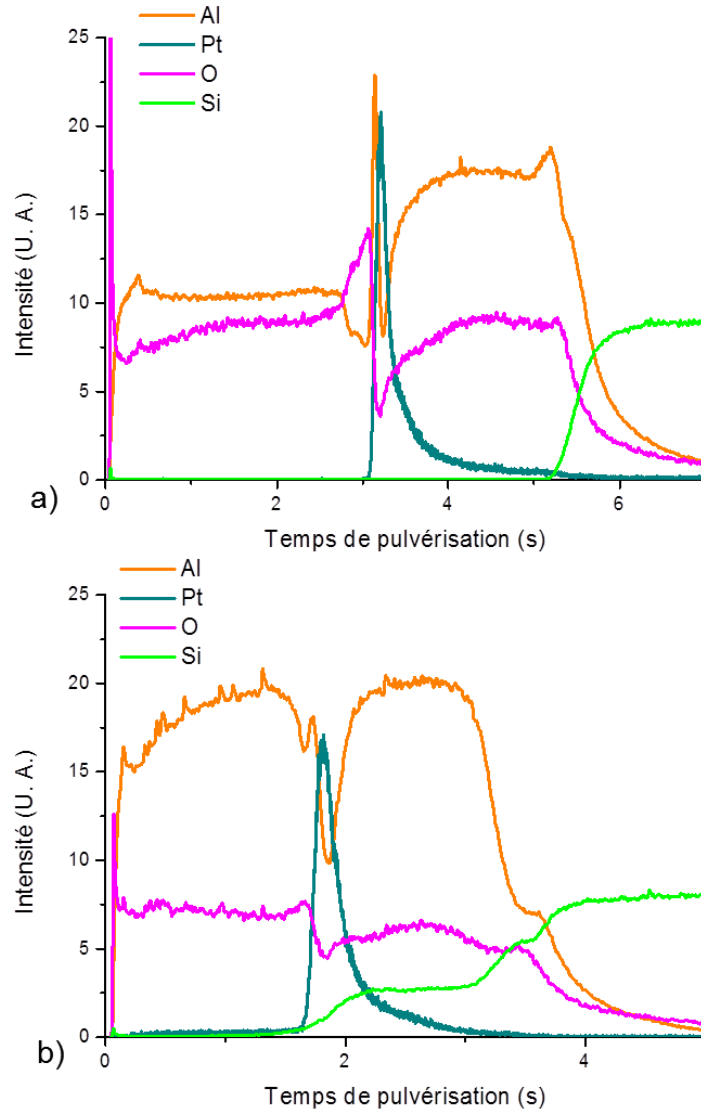 Al
Pt
O
Si
25
20
15
10
5
0
Intensité (U. A.)
0 2 4 6
a)
Temps de pulvérisation (s)
Al
Pt
O
Si
25
20
15
10
5
0
Intensité (U. A.)
0 2 4
b)
Temps de pulvérisation (s)